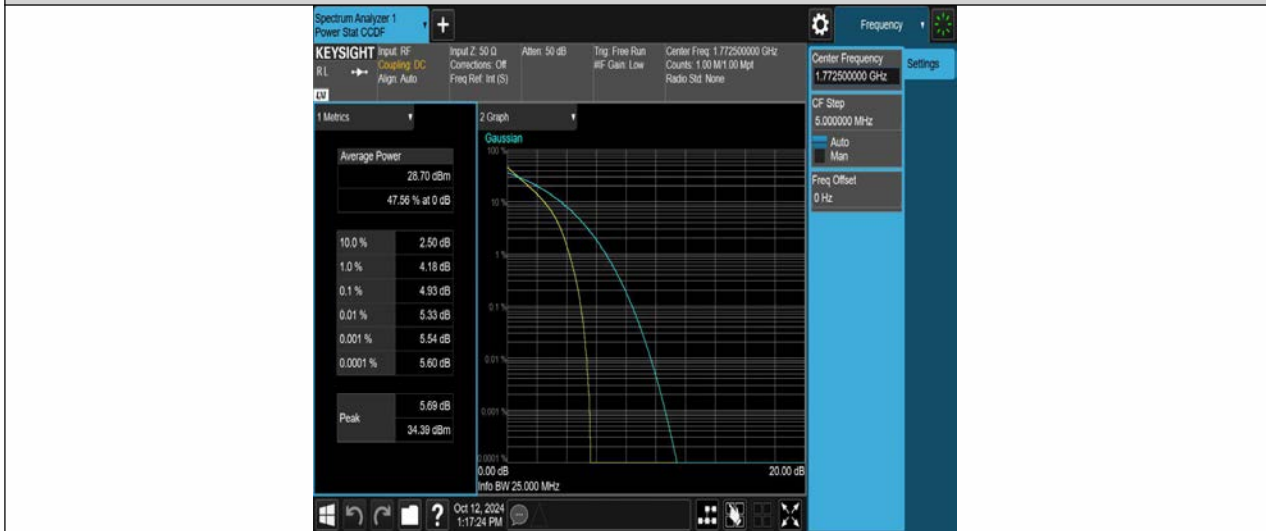 Spectrum Analyzer 1
Power Stat CCDF
Frequency
KEYSIGHT
Input: RF
Coupling: DC
Align: Auto
Input Z: 50 Ω
Corrections: Off
Freq Ref: Int (S)
Atten: 50 dB
Trig: Free Run
#IF Gain: Low
Center Freq: 1.772500000 GHz
Counts: 1.00 M/1.00 Mpt
Radio Std: None
R L
Center Frequency
1.772500000 GHz
Settings
CF Step
5.000000 MHz
Auto
Man
Freq Offset
0 Hz
1 Metrics
Average Power
28.70 dBm
47.56 % at 0 dB
10.0 % 2.50 dB
1.0 % 4.18 dB
0.1 % 4.93 dB
0.01 % 5.33 dB
0.001 % 5.54 dB
0.0001 % 5.60 dB
Peak
5.69 dB
34.39 dBm
2 Graph
Gaussian
100 %
10 %
1 %
0.1 %
0.01 %
0.001 %
0.0001 %
0.00 dB 20.00 dB
Info BW 25.000 MHz
Oct 12, 2024
1:17:24 PM